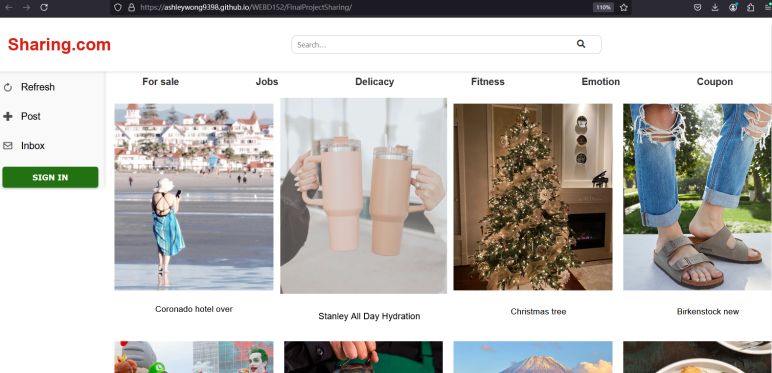 https://ashleywong9398.github.io/WEBD152/FInalProjectSharing/
110%
Sharing.com
Search...
For sale Jobs Delicacy Fitness Emotion Coupon
Refresh
Post
Inbox
SIGN IN
Coronado hotel over
Stanley All Day Hydration
Christmas tree
Birkenstock new